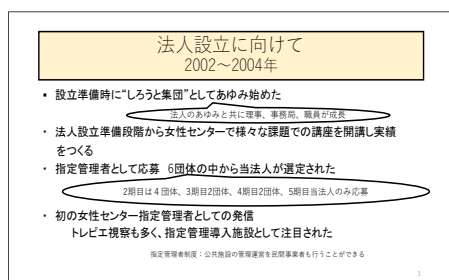 法人設立に向けて
2002～2004年
▪ 設立準備時に“しろうと集団”としてあゆみ始めた
法人のあゆみと共に理事、事務局、職員が成長
・ 法人設立準備段階から女性センターで様々な課題での講座を開講し実績
をつくる
・ 指定管理者として応募 6団体の中から当法人が選定された
2期目は４団体、3期目2団体、4期目2団体、5期目当法人のみ応募
・ 初の女性センター指定管理者としての発信
トレピエ視察も多く、指定管理導入施設として注目された
指定管理者制度：公共施設の管理運営を民間事業者も行うことができる
3